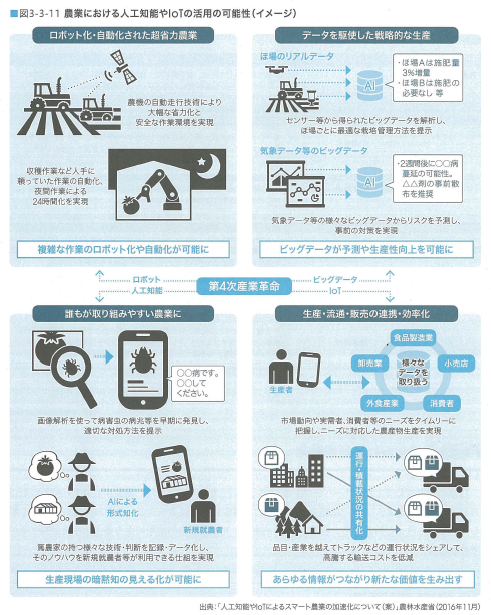 ■図3-3-11 農業における人工知能やIoTの活用の可能性（イメージ）
ロボット化・自動化された超省力農業
農機の自動走行技術により
大幅な省力化と
安全な作業環境を実現
収穫作業など人手に
頼っていた作業の自動化、
夜間作業による
24時間化を実現
複雑な作業のロボット化や自動化が可能に
データを駆使した戦略的な生産
ほ場のリアルデータ
AI
・ほ場Aは施肥量
3%増量
・ほ場Bは施肥の
必要なし 等
センサー等から得られたビッグデータを解析し、
ほ場ごとに最適な栽培管理方法を提示
気象データ等のビッグデータ
AI
・2週間後に○○病
蔓延の可能性。
△△剤の事前散
布を推奨
気象データ等の様々なビッグデータからリスクを予測し、
事前の対策を実現
ビッグデータが予測や生産性向上を可能に
ロボット
人工知能
第4次産業革命
ビッグデータ
IoT
誰もが取り組みやすい農業に
○○病です。
○○して
ください。
画像解析を使って病害虫の病兆等を早期に発見し、
適切な対処方法を提示
AIによる
形式知化
新規就農者
篤農家の持つ様々な技術・判断を記録・データ化し、
そのノウハウを新規就農者等が利用できる仕組を実現
生産現場の暗黙知の見える化が可能に
生産・流通・販売の連携・効率化
食品製造業
卸売業
様々な
データを
取り扱う
小売店
生産者
外食産業
消費者
市場動向や実需者、消費者等のニーズをタイムリーに
把握し、ニーズに対応した農産物生産を実現
運行・積載状況の共有化
品目・産業を越えてトラックなどの運行状況をシェアして、
高騰する輸送コストを低減
あらゆる情報がつながり新たな価値を生み出す
出典：「人工知能やIoTによるスマート農業の加速化について（案）」農林水産省（2016年11月）